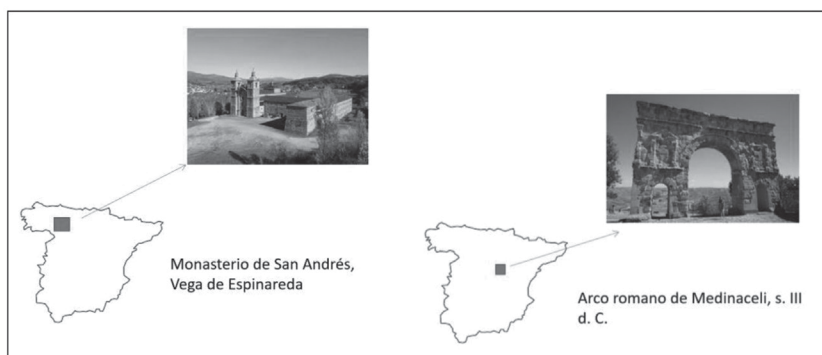 Monasterio de San Andrés,
Vega de Espinareda
Arco romano de Medinaceli, s. III
d. C.